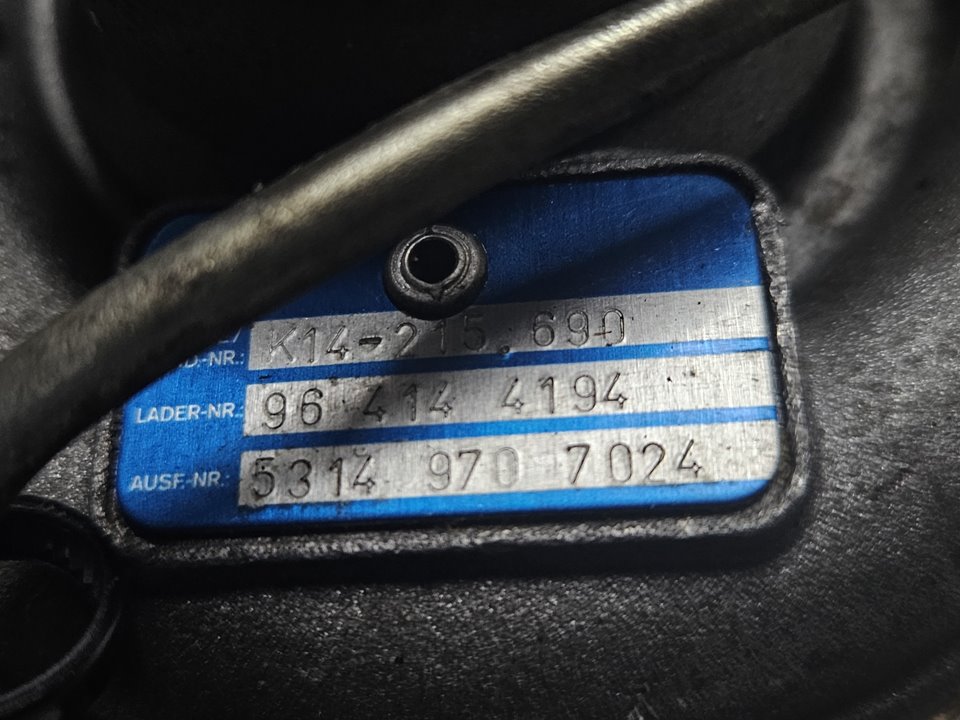 K14-215.690
D-NR.:
LADER-NR.: 96 414 4194
AUSF.-NR.: 5314 970 7024